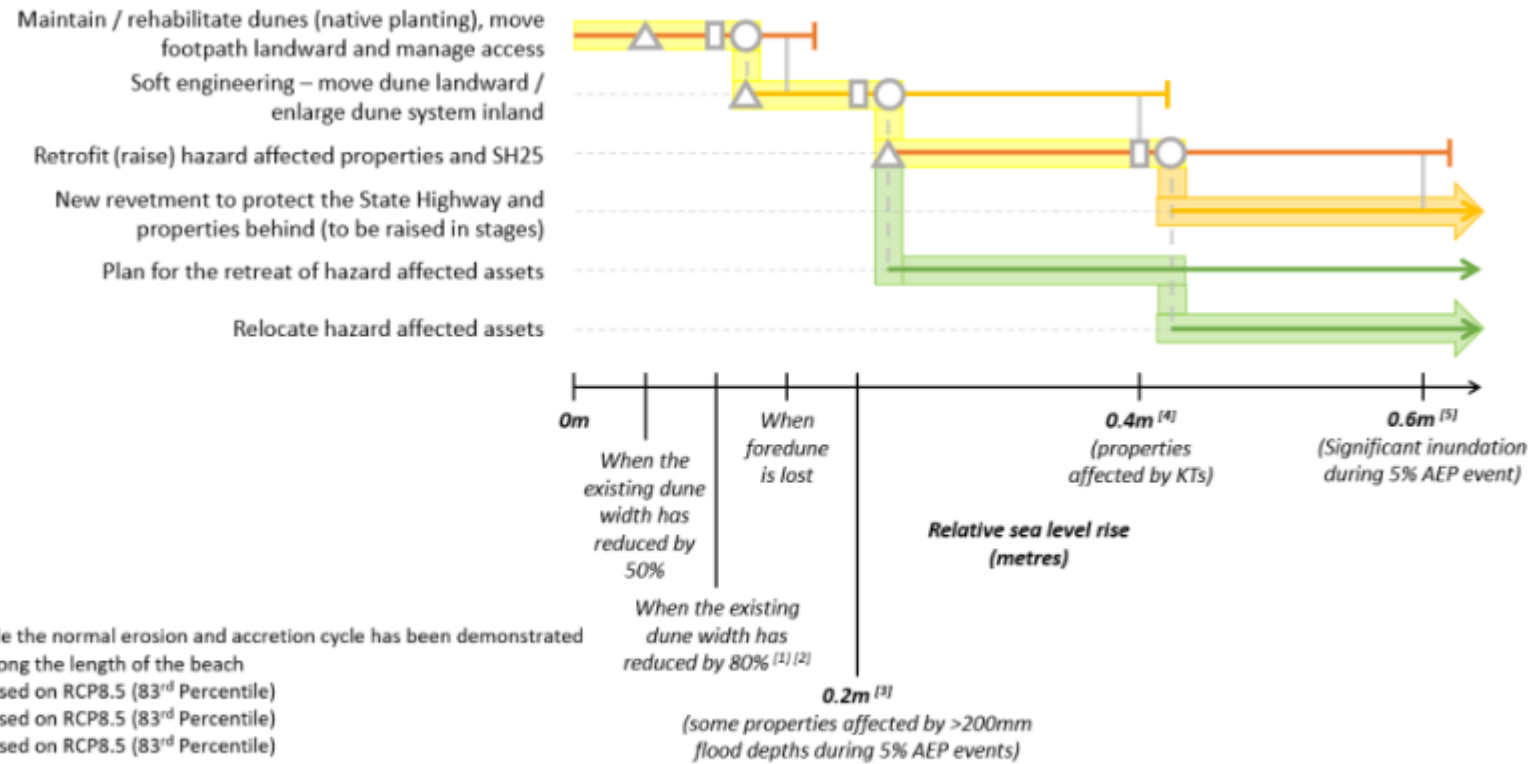 Maintain / rehabilitate dunes (native planting), move
footpath landward and manage access
Soft engineering – move dune landward /
enlarge dune system inland
Retrofit (raise) hazard affected properties and SH25
New revetment to protect the State Highway and
properties behind (to be raised in stages)
Plan for the retreat of hazard affected assets
Relocate hazard affected assets
0m
When the
existing dune
width has
reduced by
50%
When the existing
dune width has
reduced by 80% [1] [2]
When
foredune
is lost
0.2m [3]
(some properties affected by >200mm
flood depths during 5% AEP events)
0.4m [4]
(properties
affected by KTs)
0.6m [5]
(Significant inundation
during 5% AEP event)
Relative sea level rise
(metres)
the normal erosion and accretion cycle has been demonstrated
the length of the beach
on RCP8.5 (83rd Percentile)
on RCP8.5 (83rd Percentile)
on RCP8.5 (83rd Percentile)